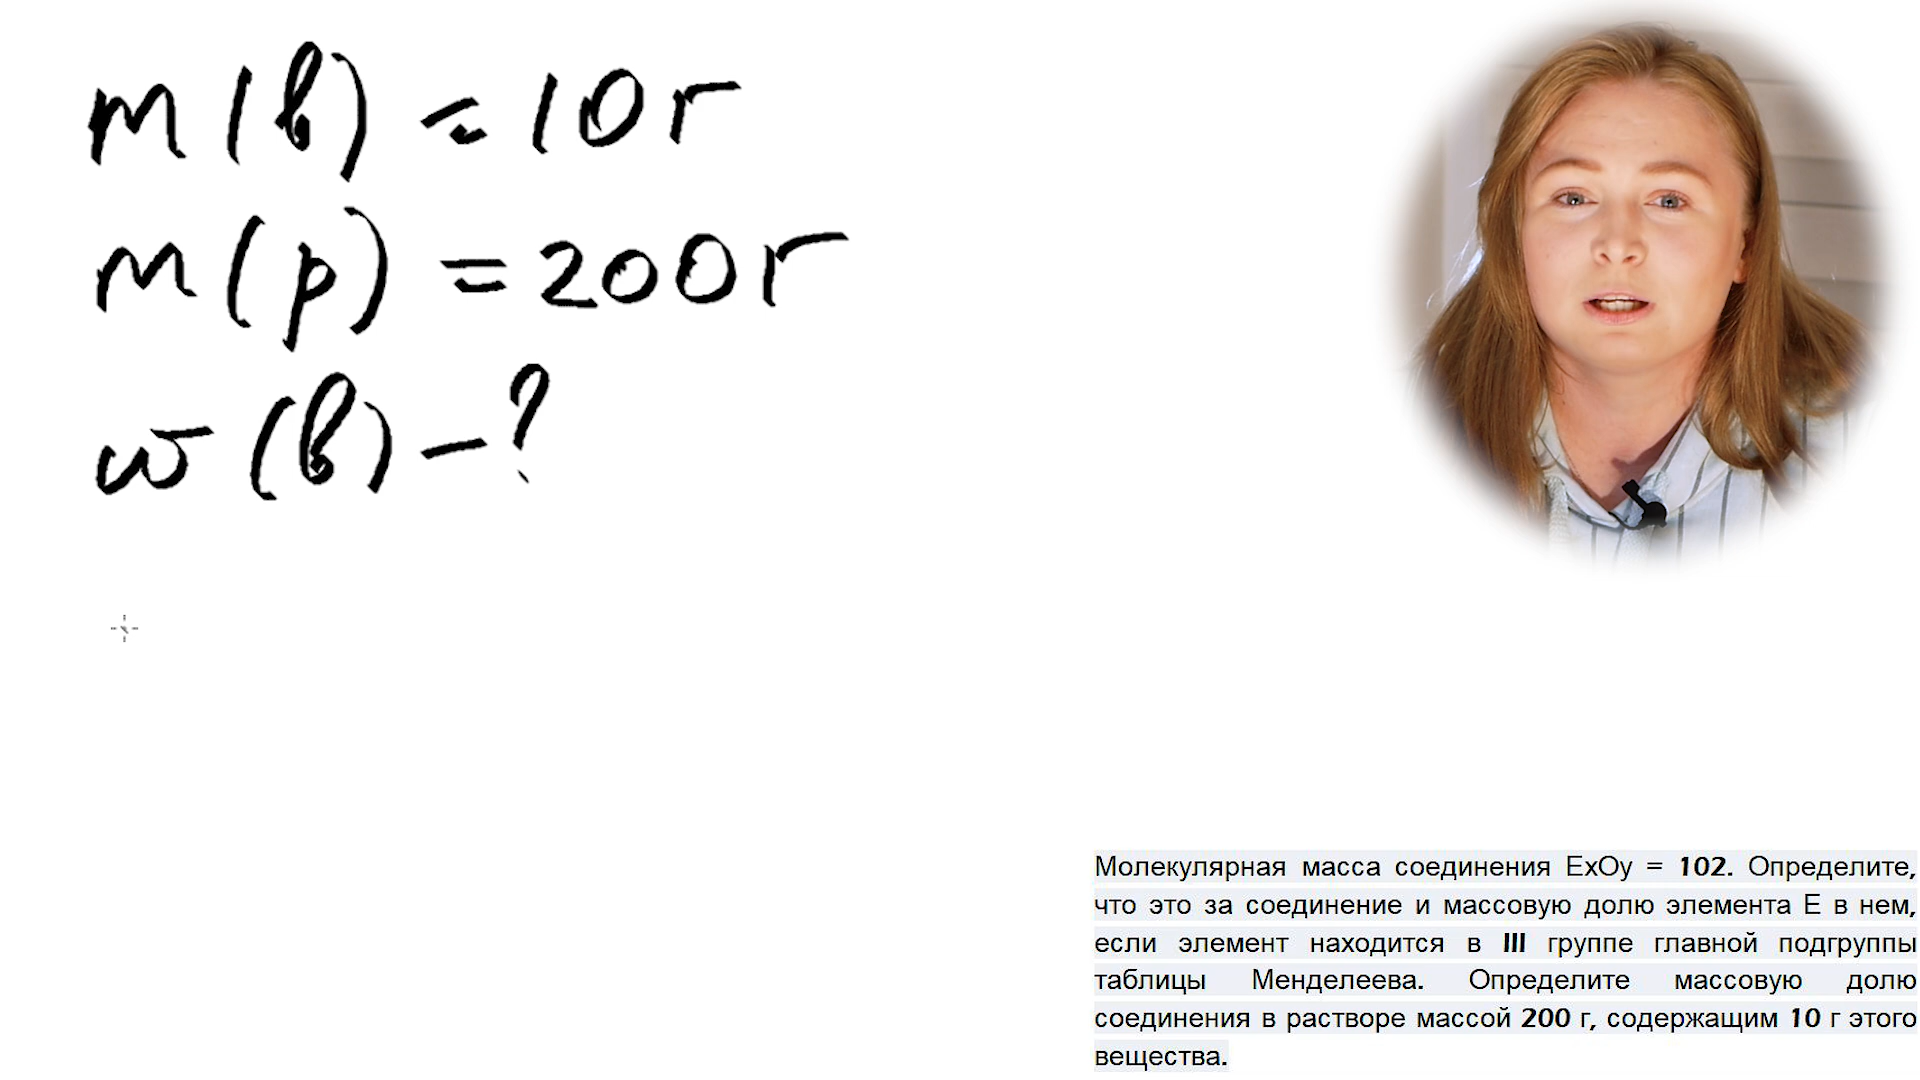 m(в) = 10г
m(р) = 200г
w(в) - ?
Молекулярная масса соединения ExOy = 102. Определите,
что это за соединение и массовую долю элемента Е в нем,
если элемент находится в III группе главной подгруппы
таблицы Менделеева. Определите массовую долю
соединения в растворе массой 200 г, содержащим 10 г этого
вещества.